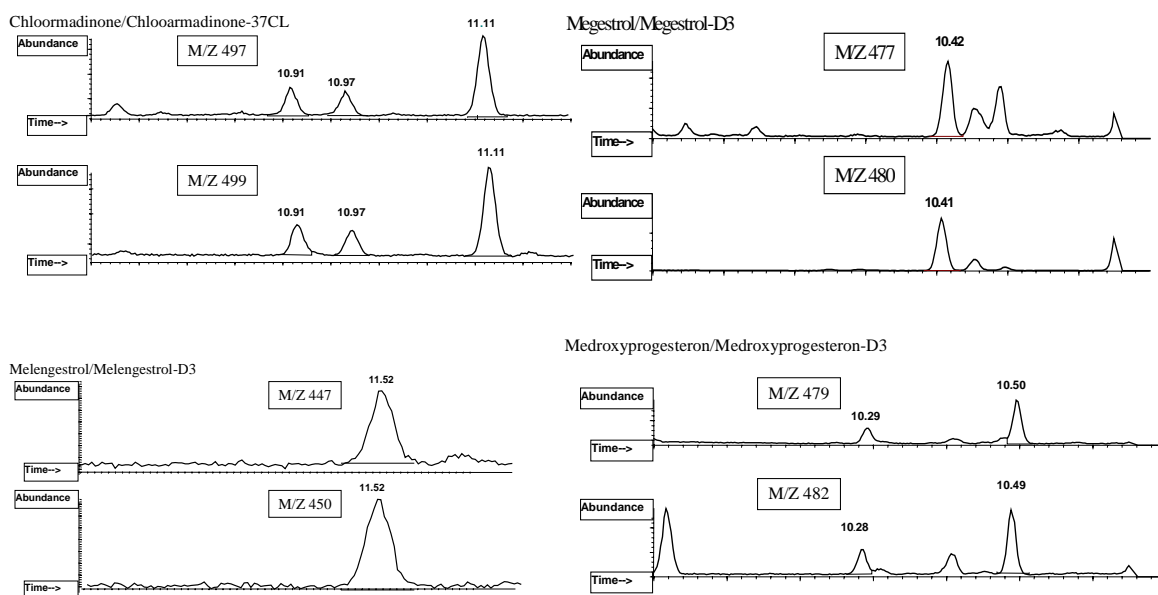 Chloormadinone/Chlooarmadinone-37CL
Abundance
M/Z 497
10.91
10.97
11.11
Time-->
Abundance
M/Z 499
10.91
10.97
11.11
Time-->
Megestrol/Megestrol-D3
Abundance
M/Z 477
10.42
Time-->
Abundance
M/Z 480
10.41
Time-->
Melengestrol/Melengestrol-D3
Abundance
M/Z 447
11.52
Time-->
Abundance
M/Z 450
11.52
Time-->
Medroxyprogesteron/Medroxyprogesteron-D3
Abundance
M/Z 479
10.29
10.50
Time-->
Abundance
M/Z 482
10.28
10.49
Time-->